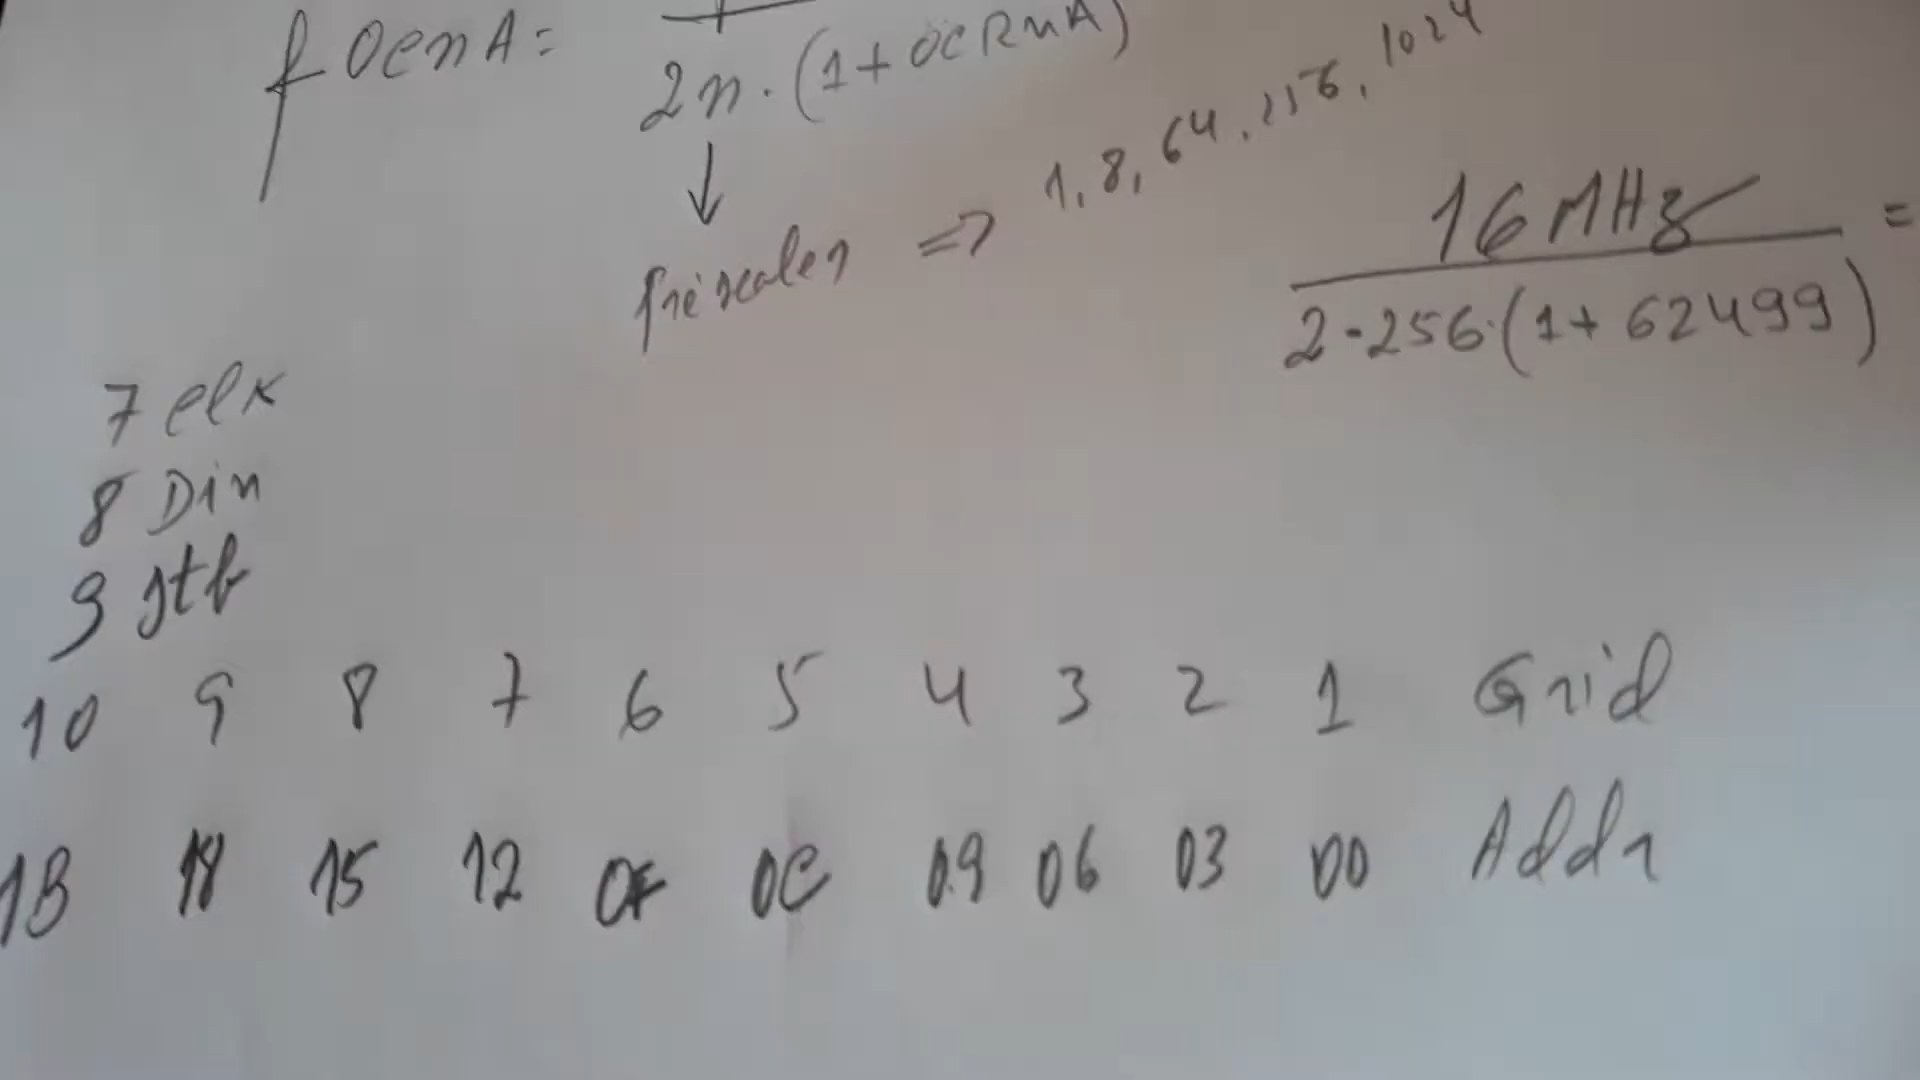 f OCnA =
2n · (1 + OCRnA)
↓
prescaler => 1, 8, 64, 256, 1024
16 MHz =
2 · 256 · (1 + 62499)
7 clk
8 Din
9 stb
10 9 8 7 6 5 4 3 2 1 Grid
1B 18 15 12 0F 0C 09 06 03 00 Addr